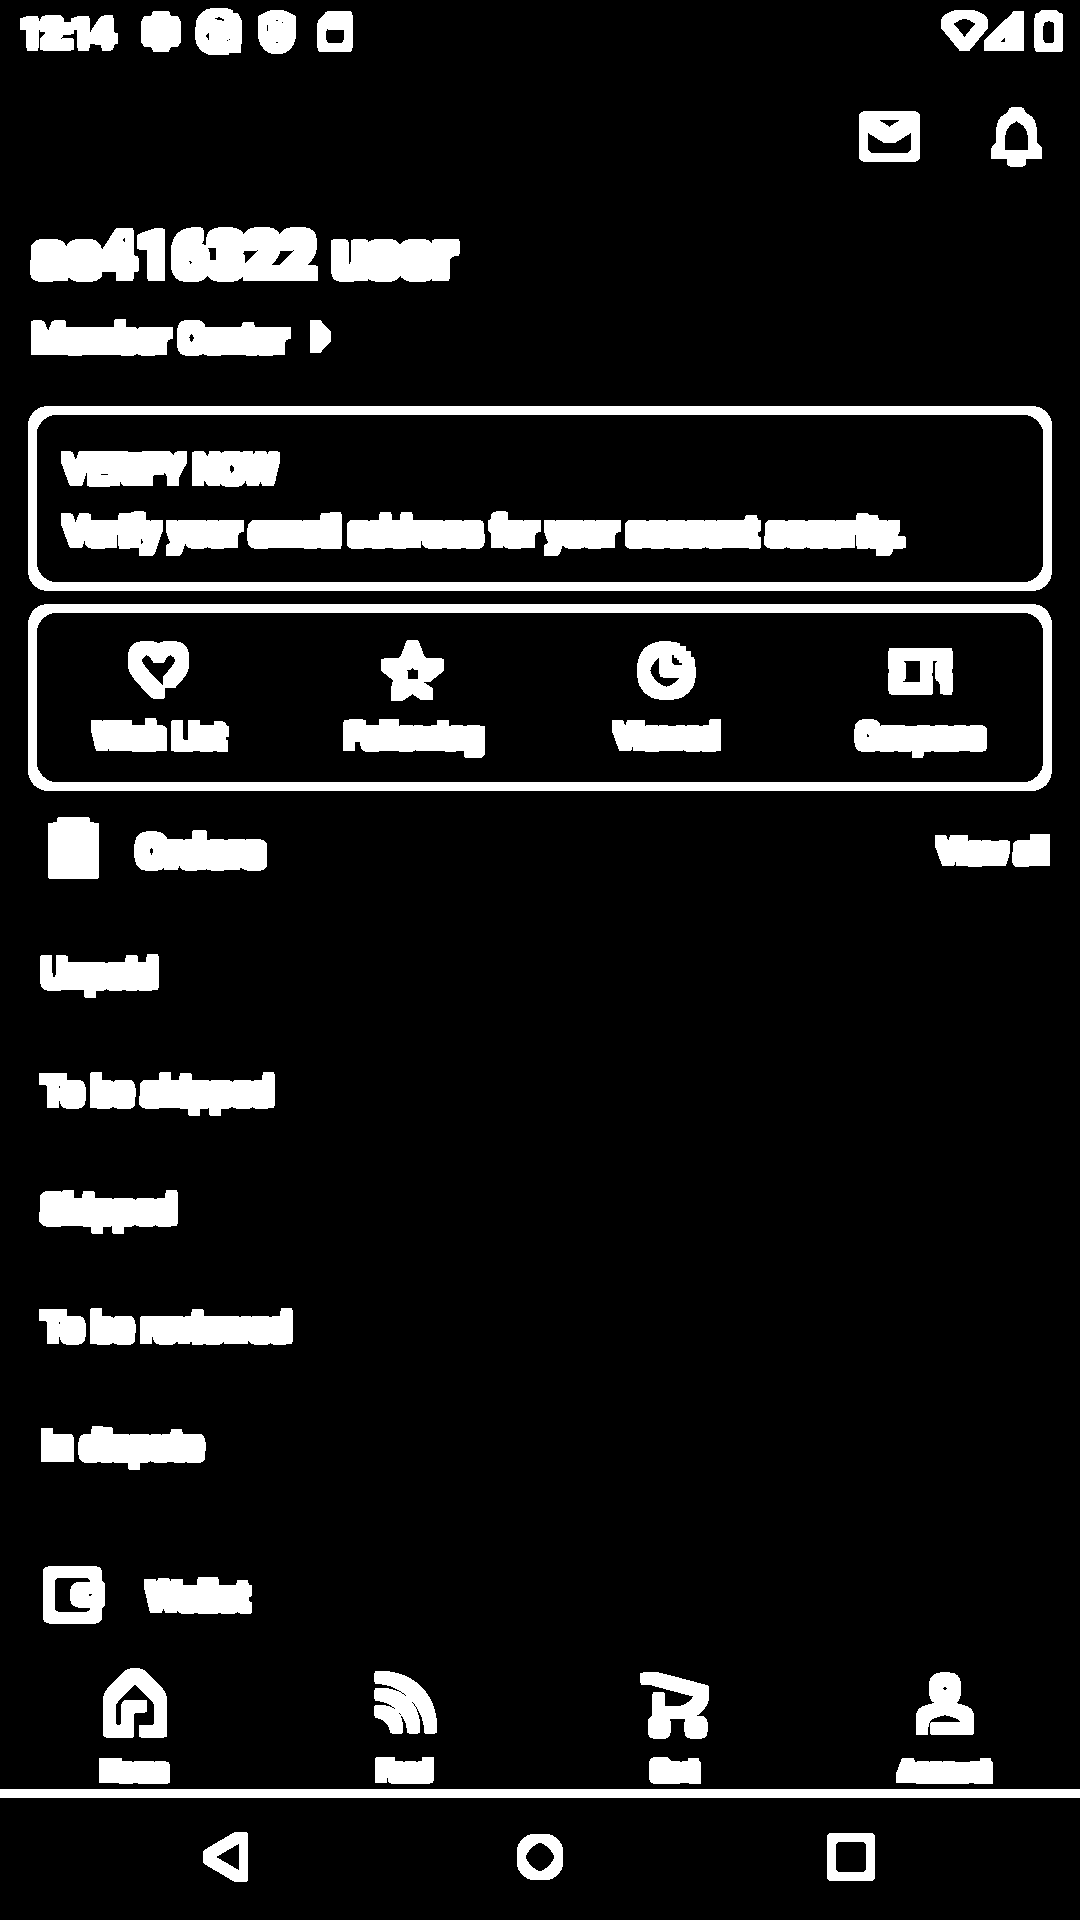 12:14
ae416322 user
Member Center
VERIFY NOW
Verify your email address for your account security.
Wish List
Following
Viewed
Coupons
Orders
View all
Unpaid
To be shipped
Shipped
To be reviewed
In dispute
Wallet
Home
Feed
Cart
Account